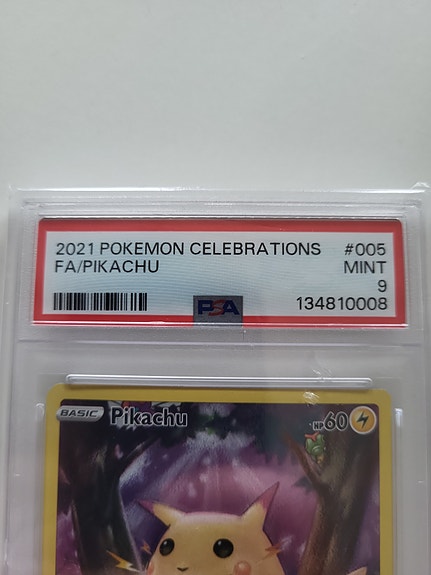 2021 POKEMON CELEBRATIONS #005
FA/PIKACHU MINT
9
PSA 134810008
BASIC Pikachu HP60